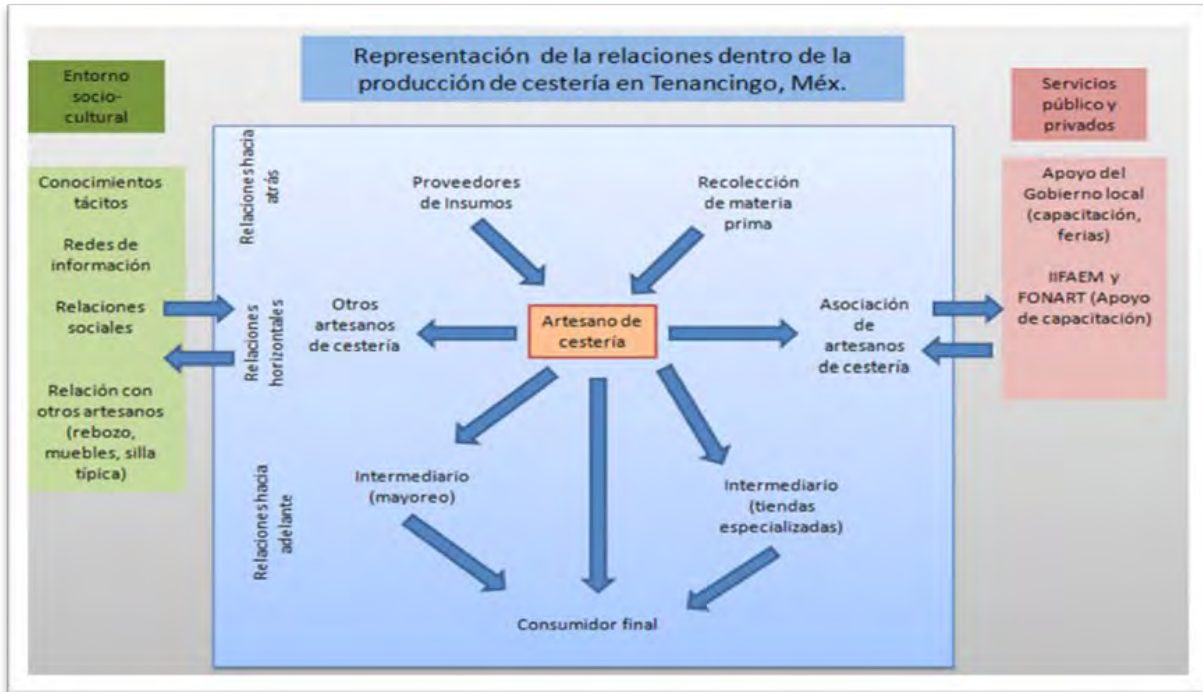 Representación de la relaciones dentro de la
producción de cestería en Tenancingo, Méx.
Entorno
socio-
cultural
Conocimientos
tácitos
Redes de
información
Relaciones
sociales
Relación con
otros artesanos
(rebozo,
muebles, silla
típica)
Relaciones hacia
atrás
Proveedores
de Insumos
Recolección
de materia
prima
Relaciones
horizontales
Otros
artesanos
de cestería
Artesano de
cestería
Asociación
de
artesanos
de cestería
Relaciones hacia
adelante
Intermediario
(mayoreo)
Intermediario
(tiendas
especializadas)
Consumidor final
Servicios
público y
privados
Apoyo del
Gobierno local
(capacitación,
ferias)
IIFAEM y
FONART (Apoyo
de capacitación)